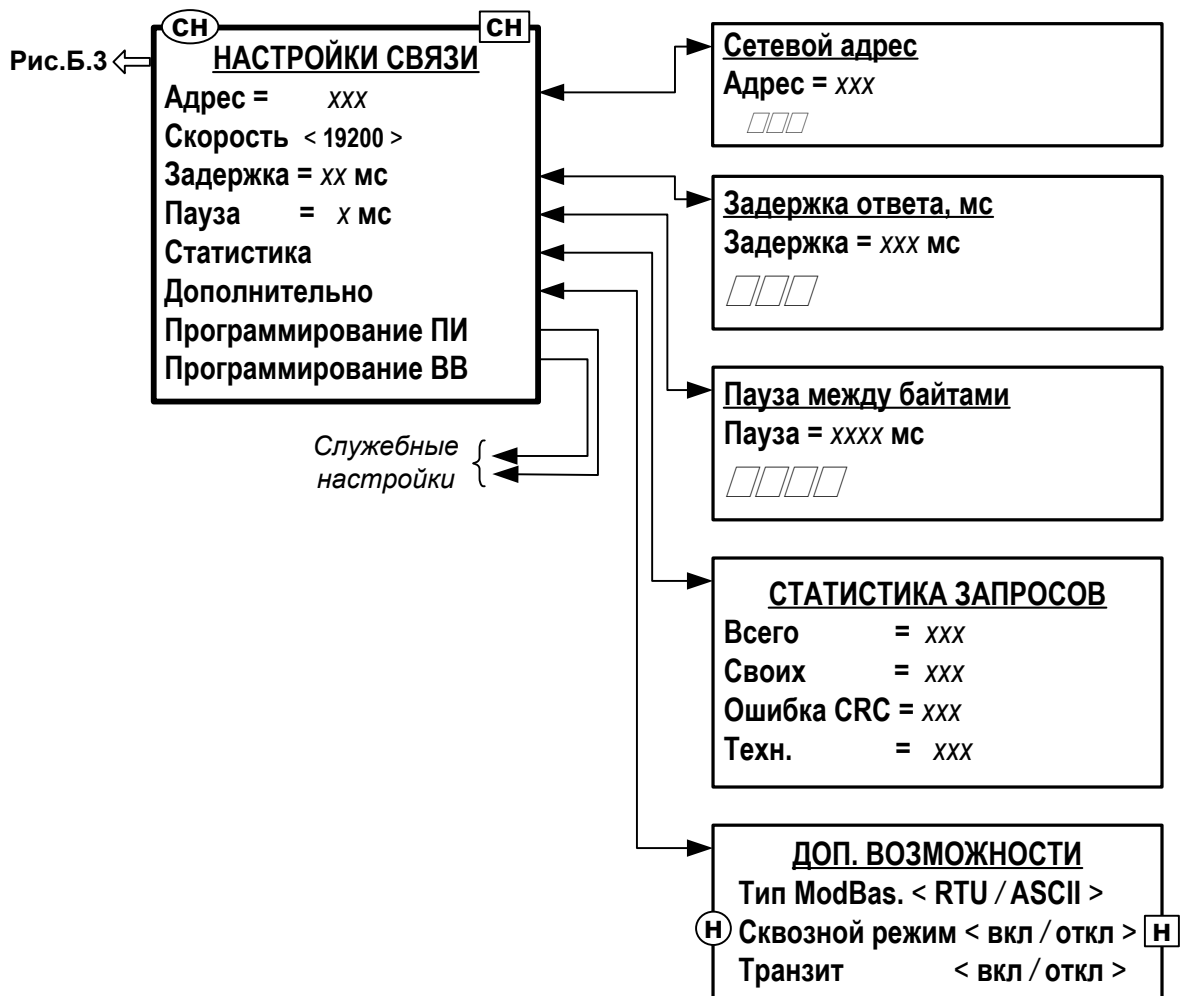 СН
СН
Рис.Б.3
НАСТРОЙКИ СВЯЗИ
Адрес = xxx
Скорость < 19200 >
Задержка = xx мс
Пауза = x мс
Статистика
Дополнительно
Программирование ПИ
Программирование ВВ
Служебные
настройки
Сетевой адрес
Адрес = xxx
Задержка ответа, мс
Задержка = xxx мс
Пауза между байтами
Пауза = xxxx мс
СТАТИСТИКА ЗАПРОСОВ
Всего = xxx
Своих = xxx
Ошибка CRC = xxx
Техн. = xxx
ДОП. ВОЗМОЖНОСТИ
Тип ModBas. < RTU / ASCII >
Н Сквозной режим < вкл / откл > Н
Транзит < вкл / откл >